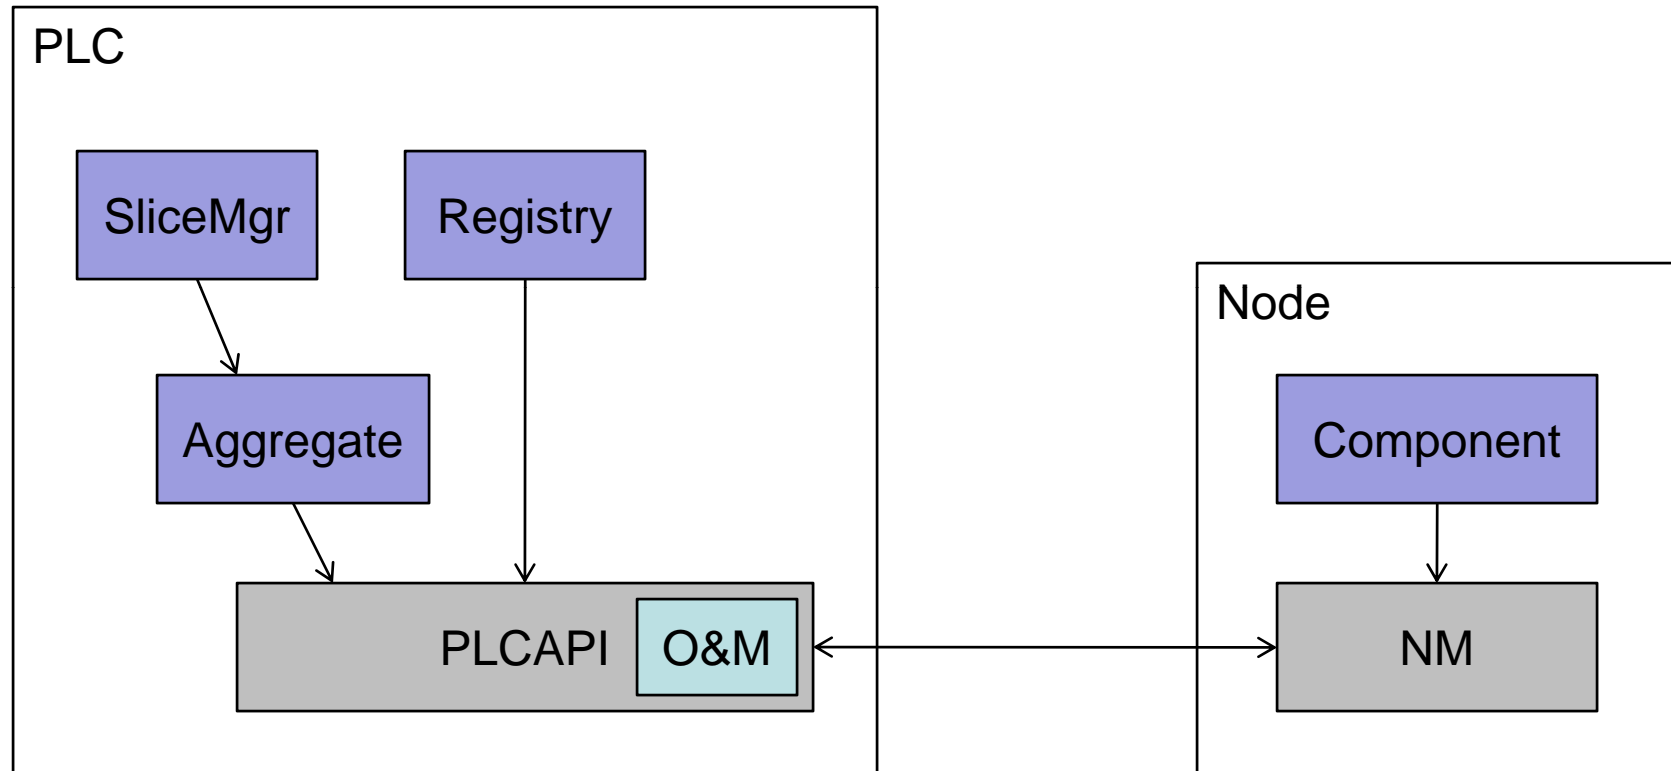 PLC
SliceMgr
Registry
Node
Aggregate
Component
PLCAPI
O&M
NM